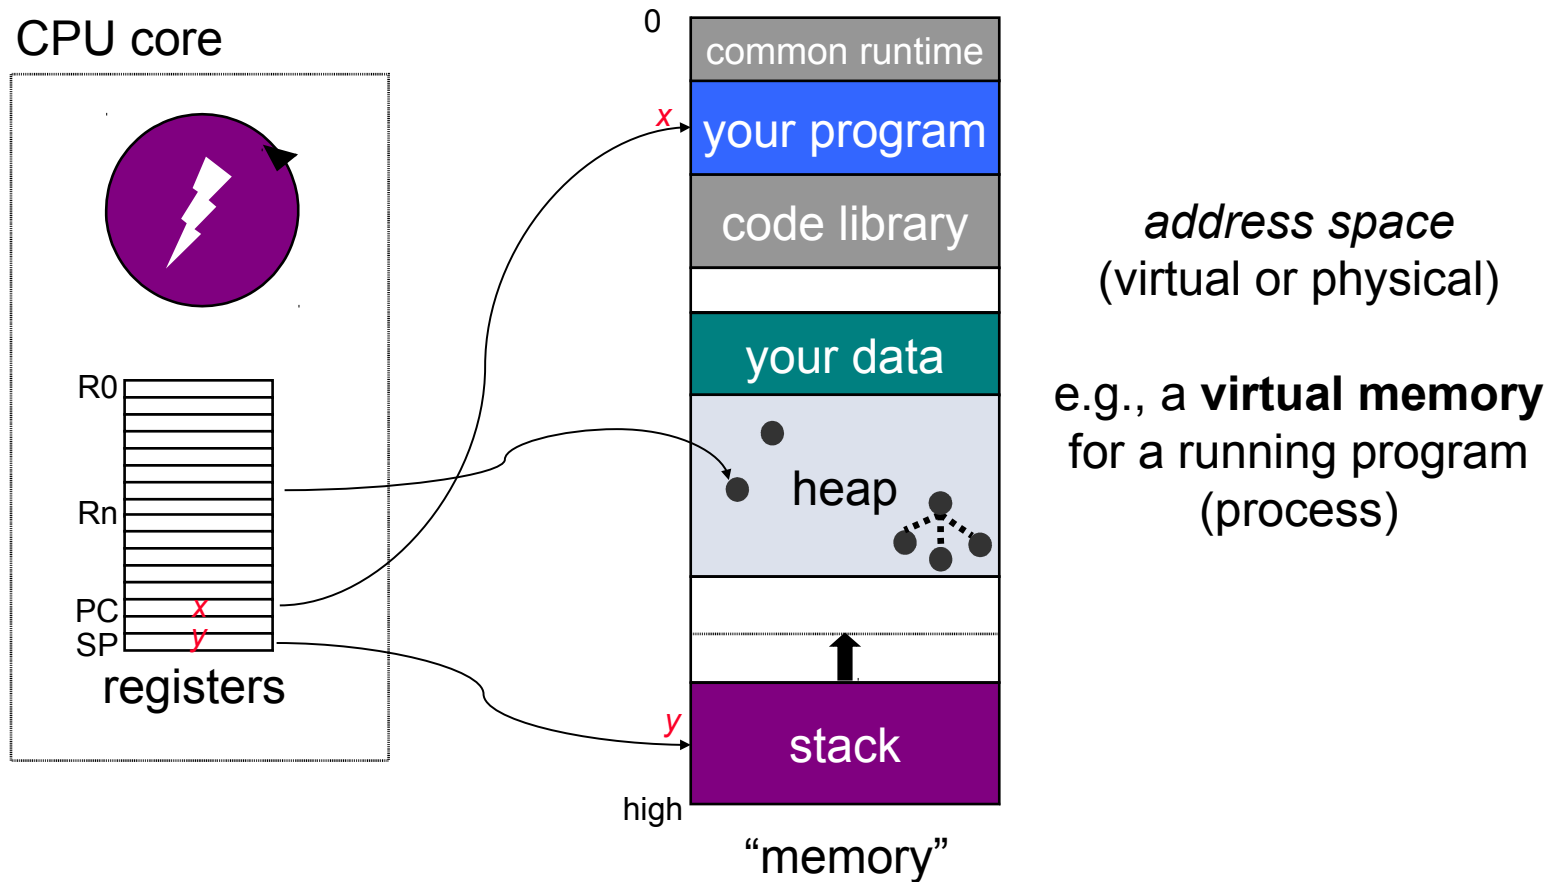 CPU core
R0
Rn
PC
x
SP
y
registers
0
x
y
high
common runtime
your program
code library
your data
heap
stack
“memory”
address space
(virtual or physical)
e.g., a virtual memory
for a running program
(process)